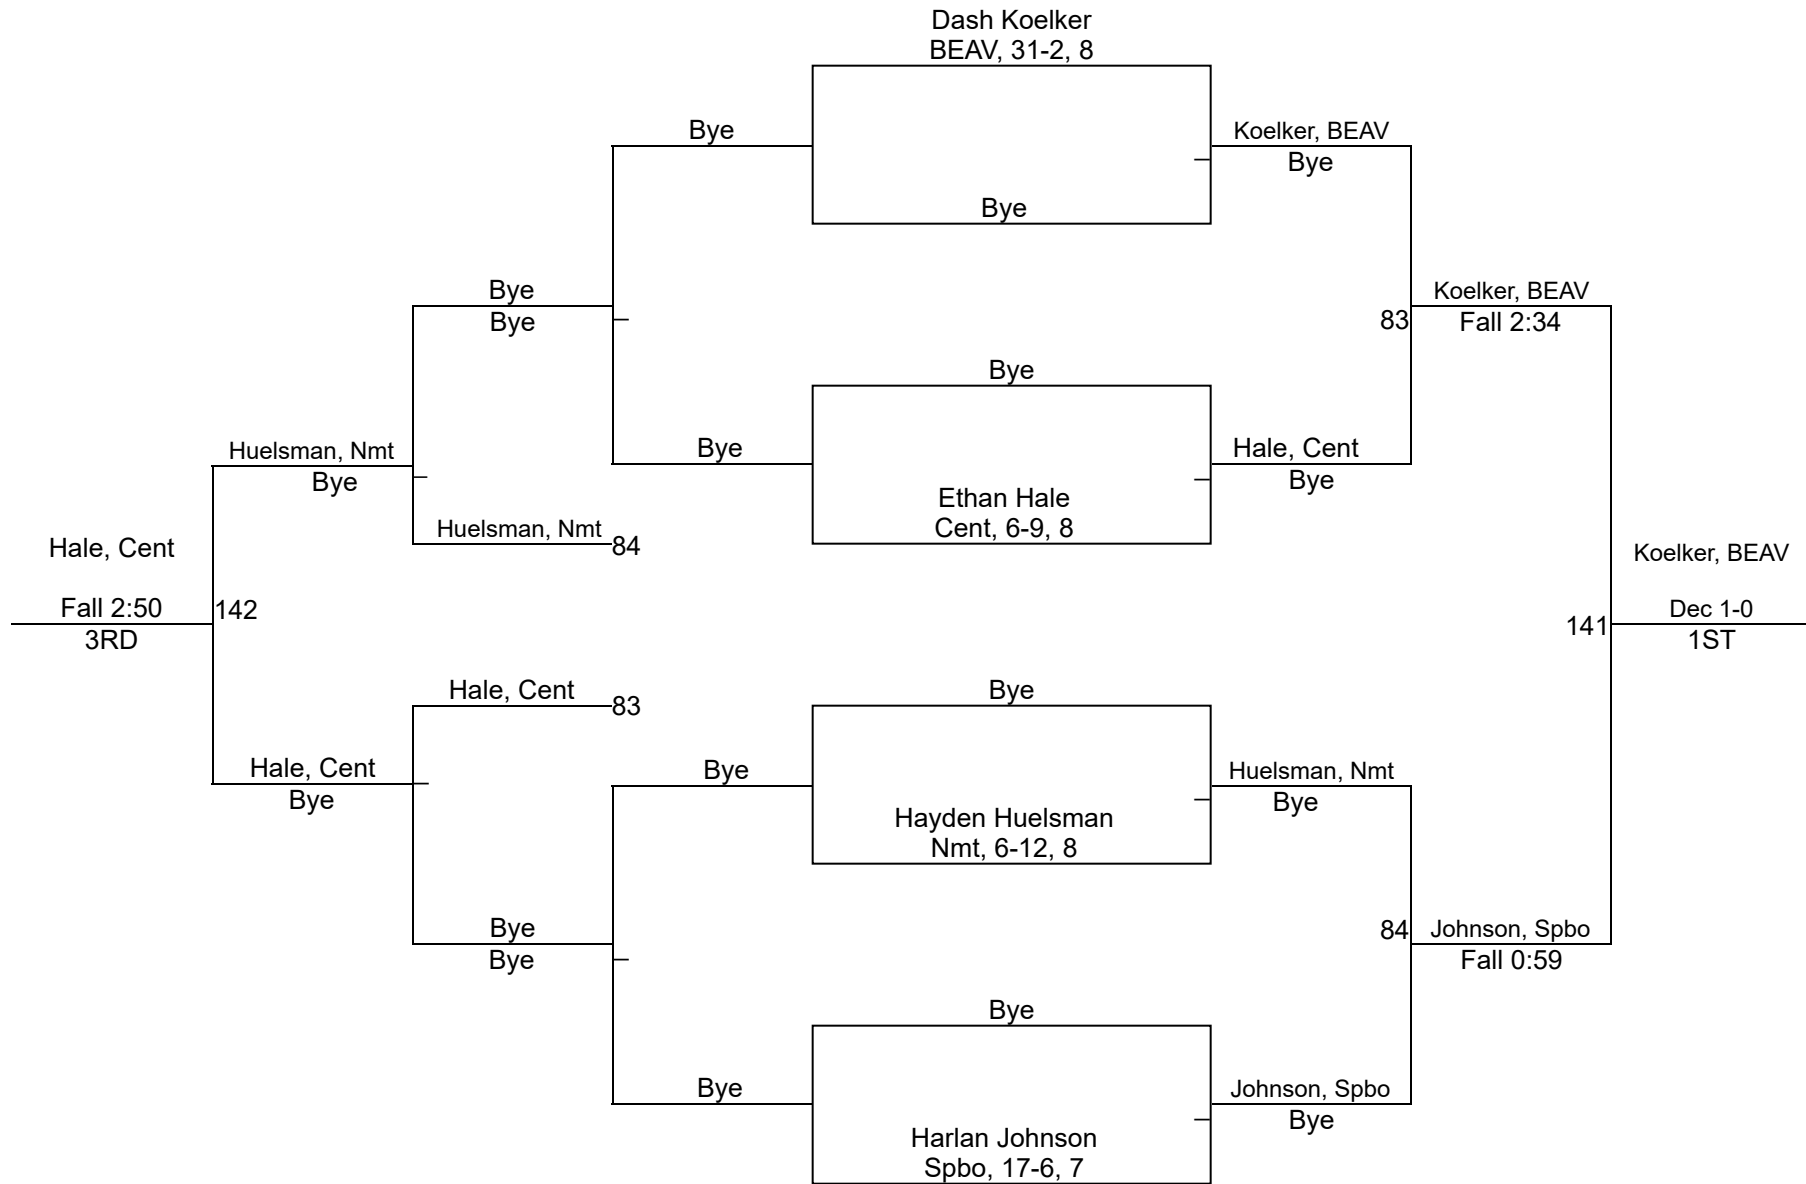 Dash Koelker
BEAV, 31-2, 8
Bye
Koelker, BEAV
Bye
Bye
Bye
Bye
Koelker, BEAV
Fall 2:34
83
Bye
Bye
Hale, Cent
Bye
Huelsman, Nmt
Bye
Ethan Hale
Cent, 6-9, 8
Huelsman, Nmt
84
Hale, Cent
Fall 2:50
3RD
142
Koelker, BEAV
Dec 1-0
1ST
141
Hale, Cent
83
Bye
Hale, Cent
Bye
Bye
Huelsman, Nmt
Bye
Hayden Huelsman
Nmt, 6-12, 8
Bye
Bye
84
Johnson, Spbo
Fall 0:59
Bye
Bye
Johnson, Spbo
Bye
Harlan Johnson
Spbo, 17-6, 7